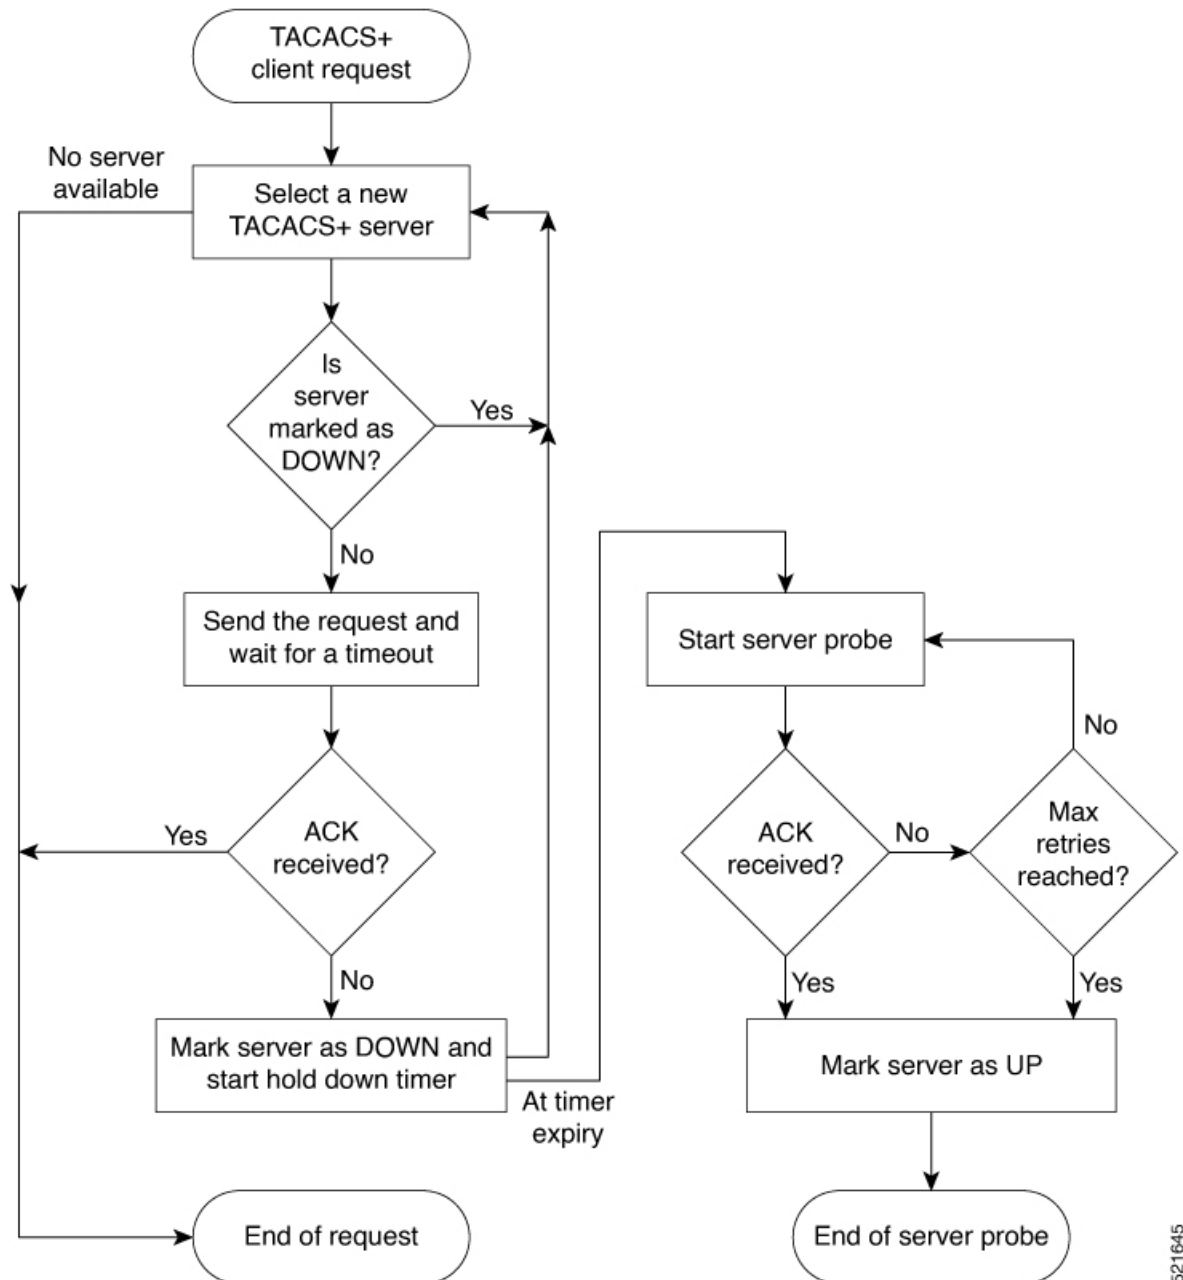 TACACS+
client request
No server
available
Select a new
TACACS+ server
Is
server
marked as
DOWN?
Yes
No
Send the request and
wait for a timeout
Start server probe
No
ACK
received?
Yes
ACK
received?
No
Max
retries
reached?
No
Yes
Yes
Mark server as DOWN and
start hold down timer
At timer
expiry
Mark server as UP
End of request
End of server probe
521645